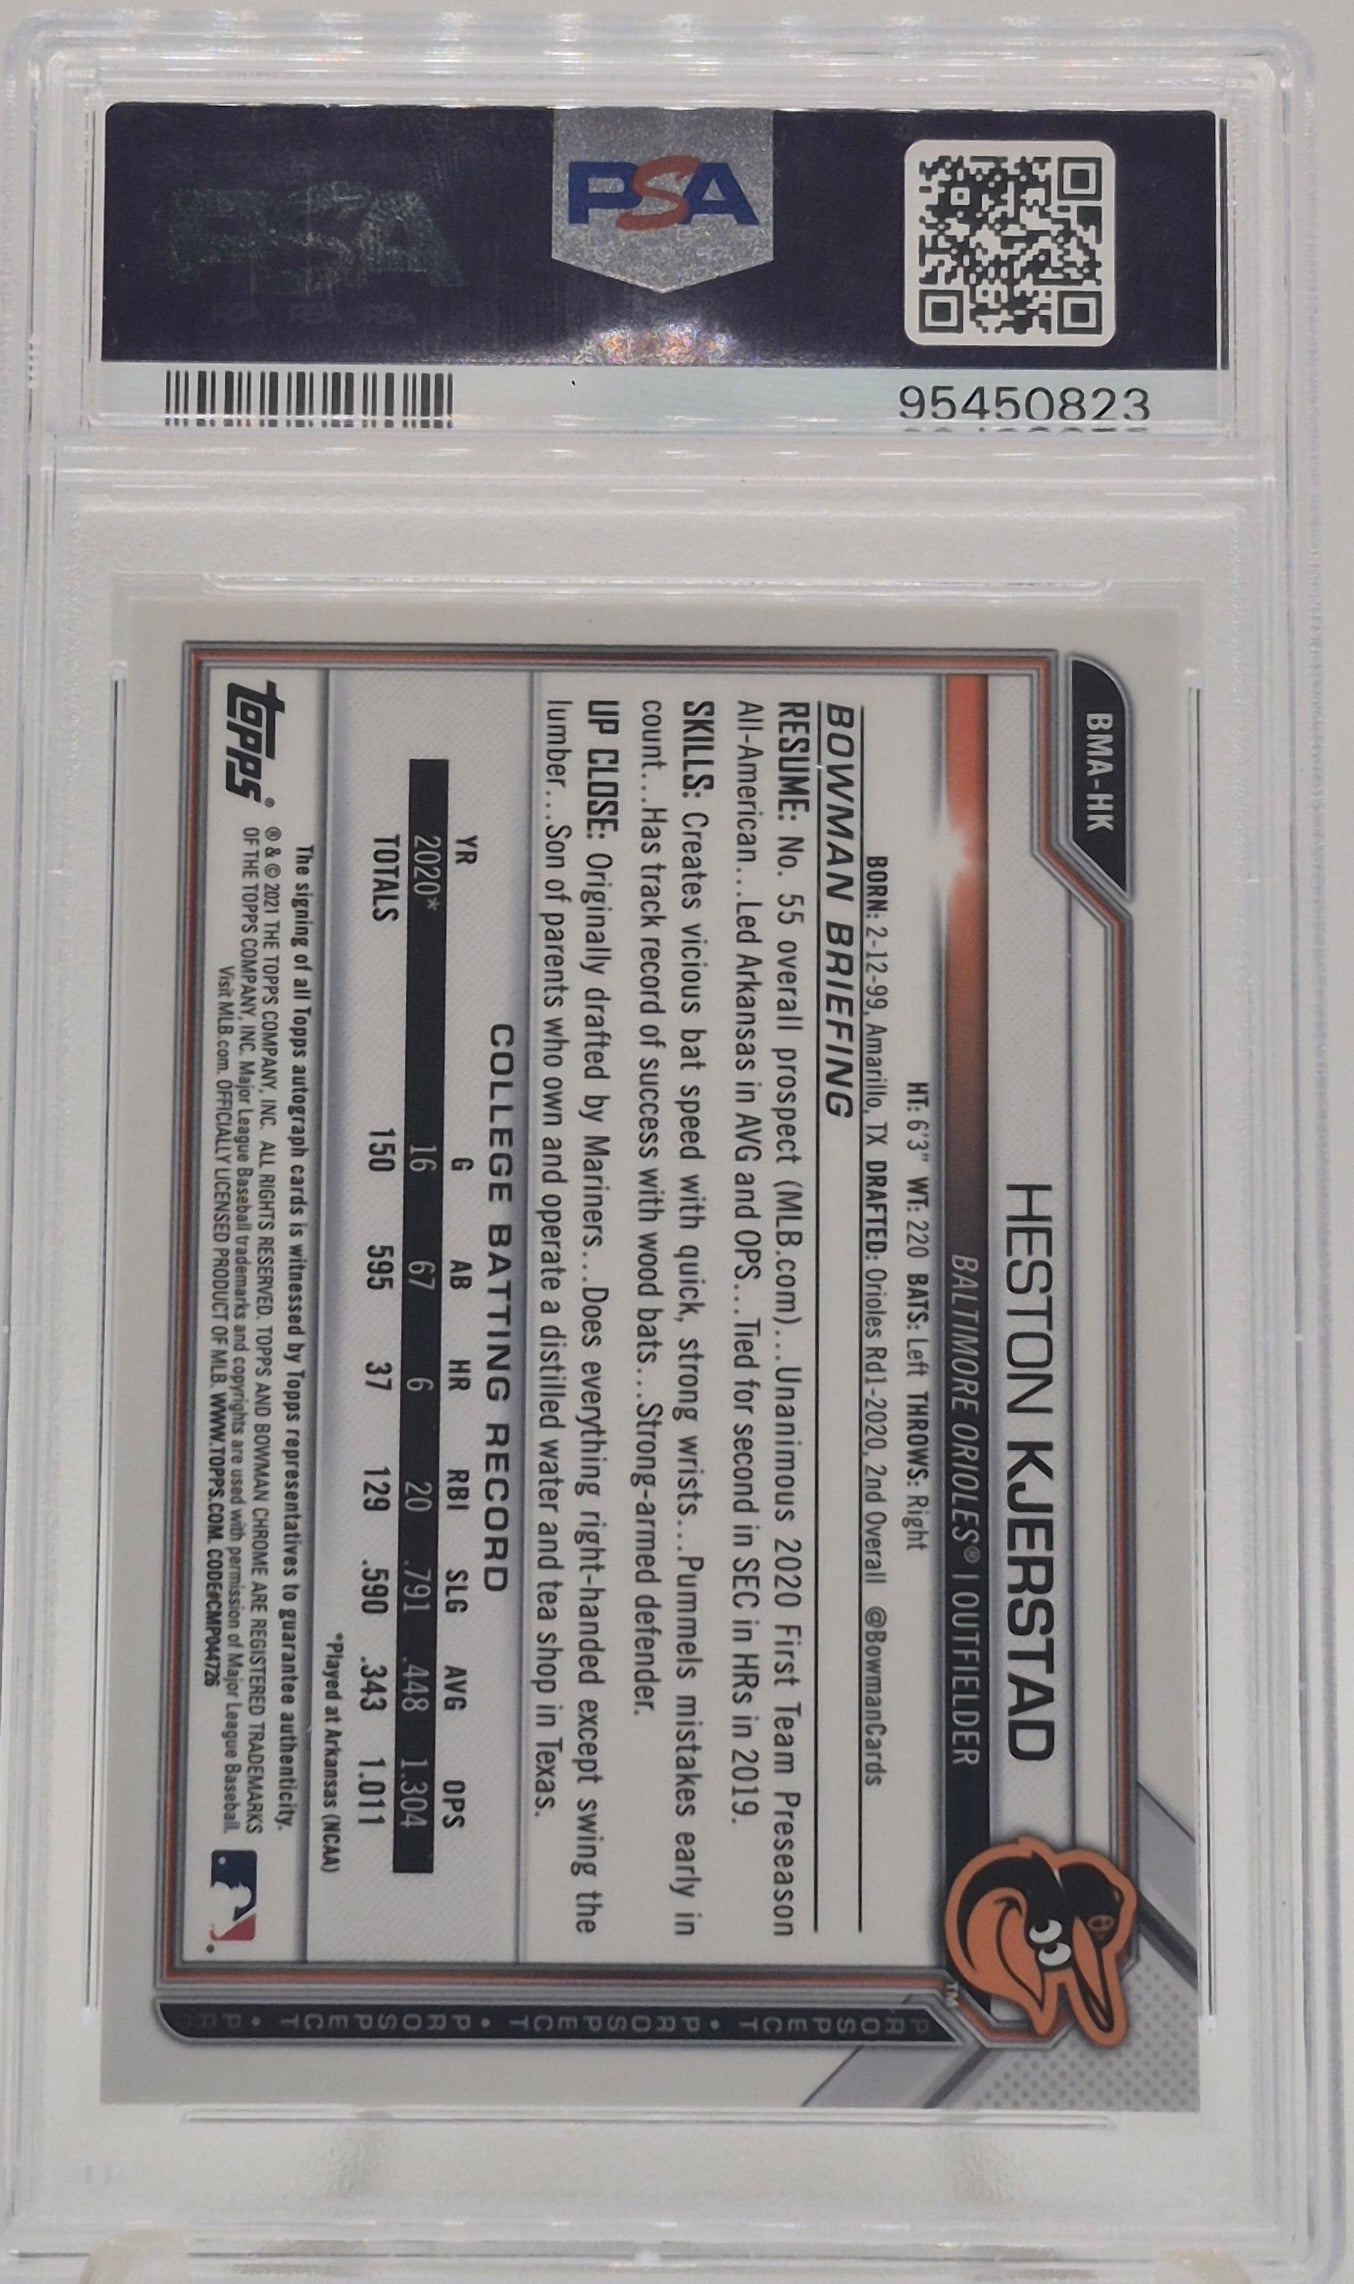 PSA
PSA
95450823
BMA-HK
HESTON KJERSTAD
BALTIMORE ORIOLES® | OUTFIELDER
HT: 6'3" WT: 220 BATS: Left THROWS: Right
BORN: 2-12-99, Amarillo, TX DRAFTED: Orioles Rd1-2020, 2nd Overall @BowmanCards
BOWMAN BRIEFING
RESUME: No. 55 overall prospect (MLB.com)...Unanimous 2020 First Team Preseason
All-American...Led Arkansas in AVG and OPS...Tied for second in SEC in HRs in 2019.
SKILLS: Creates vicious bat speed with quick, strong wrists...Pummels mistakes early in
count...Has track record of success with wood bats...Strong-armed defender.
UP CLOSE: Originally drafted by Mariners...Does everything right-handed except swing the
lumber...Son of parents who own and operate a distilled water and tea shop in Texas.
COLLEGE BATTING RECORD
YR G AB HR RBI SLG AVG OPS
2020* 16 67 6 20 .791 .448 1.304
TOTALS 150 595 37 129 .590 .343 1.011
*Played at Arkansas (NCAA)
The signing of all Topps autograph cards is witnessed by Topps representatives to guarantee authenticity.
topps® ® & © 2021 THE TOPPS COMPANY, INC. ALL RIGHTS RESERVED. TOPPS AND BOWMAN CHROME ARE REGISTERED TRADEMARKS
OF THE TOPPS COMPANY, INC. Major League Baseball trademarks and copyrights are used with permission of Major League Baseball.
Visit MLB.com. OFFICIALLY LICENSED PRODUCT OF MLB. WWW.TOPPS.COM. CODE#CMP044726
TM
PROSPECT • PROSPECT • PROSPECT • PR